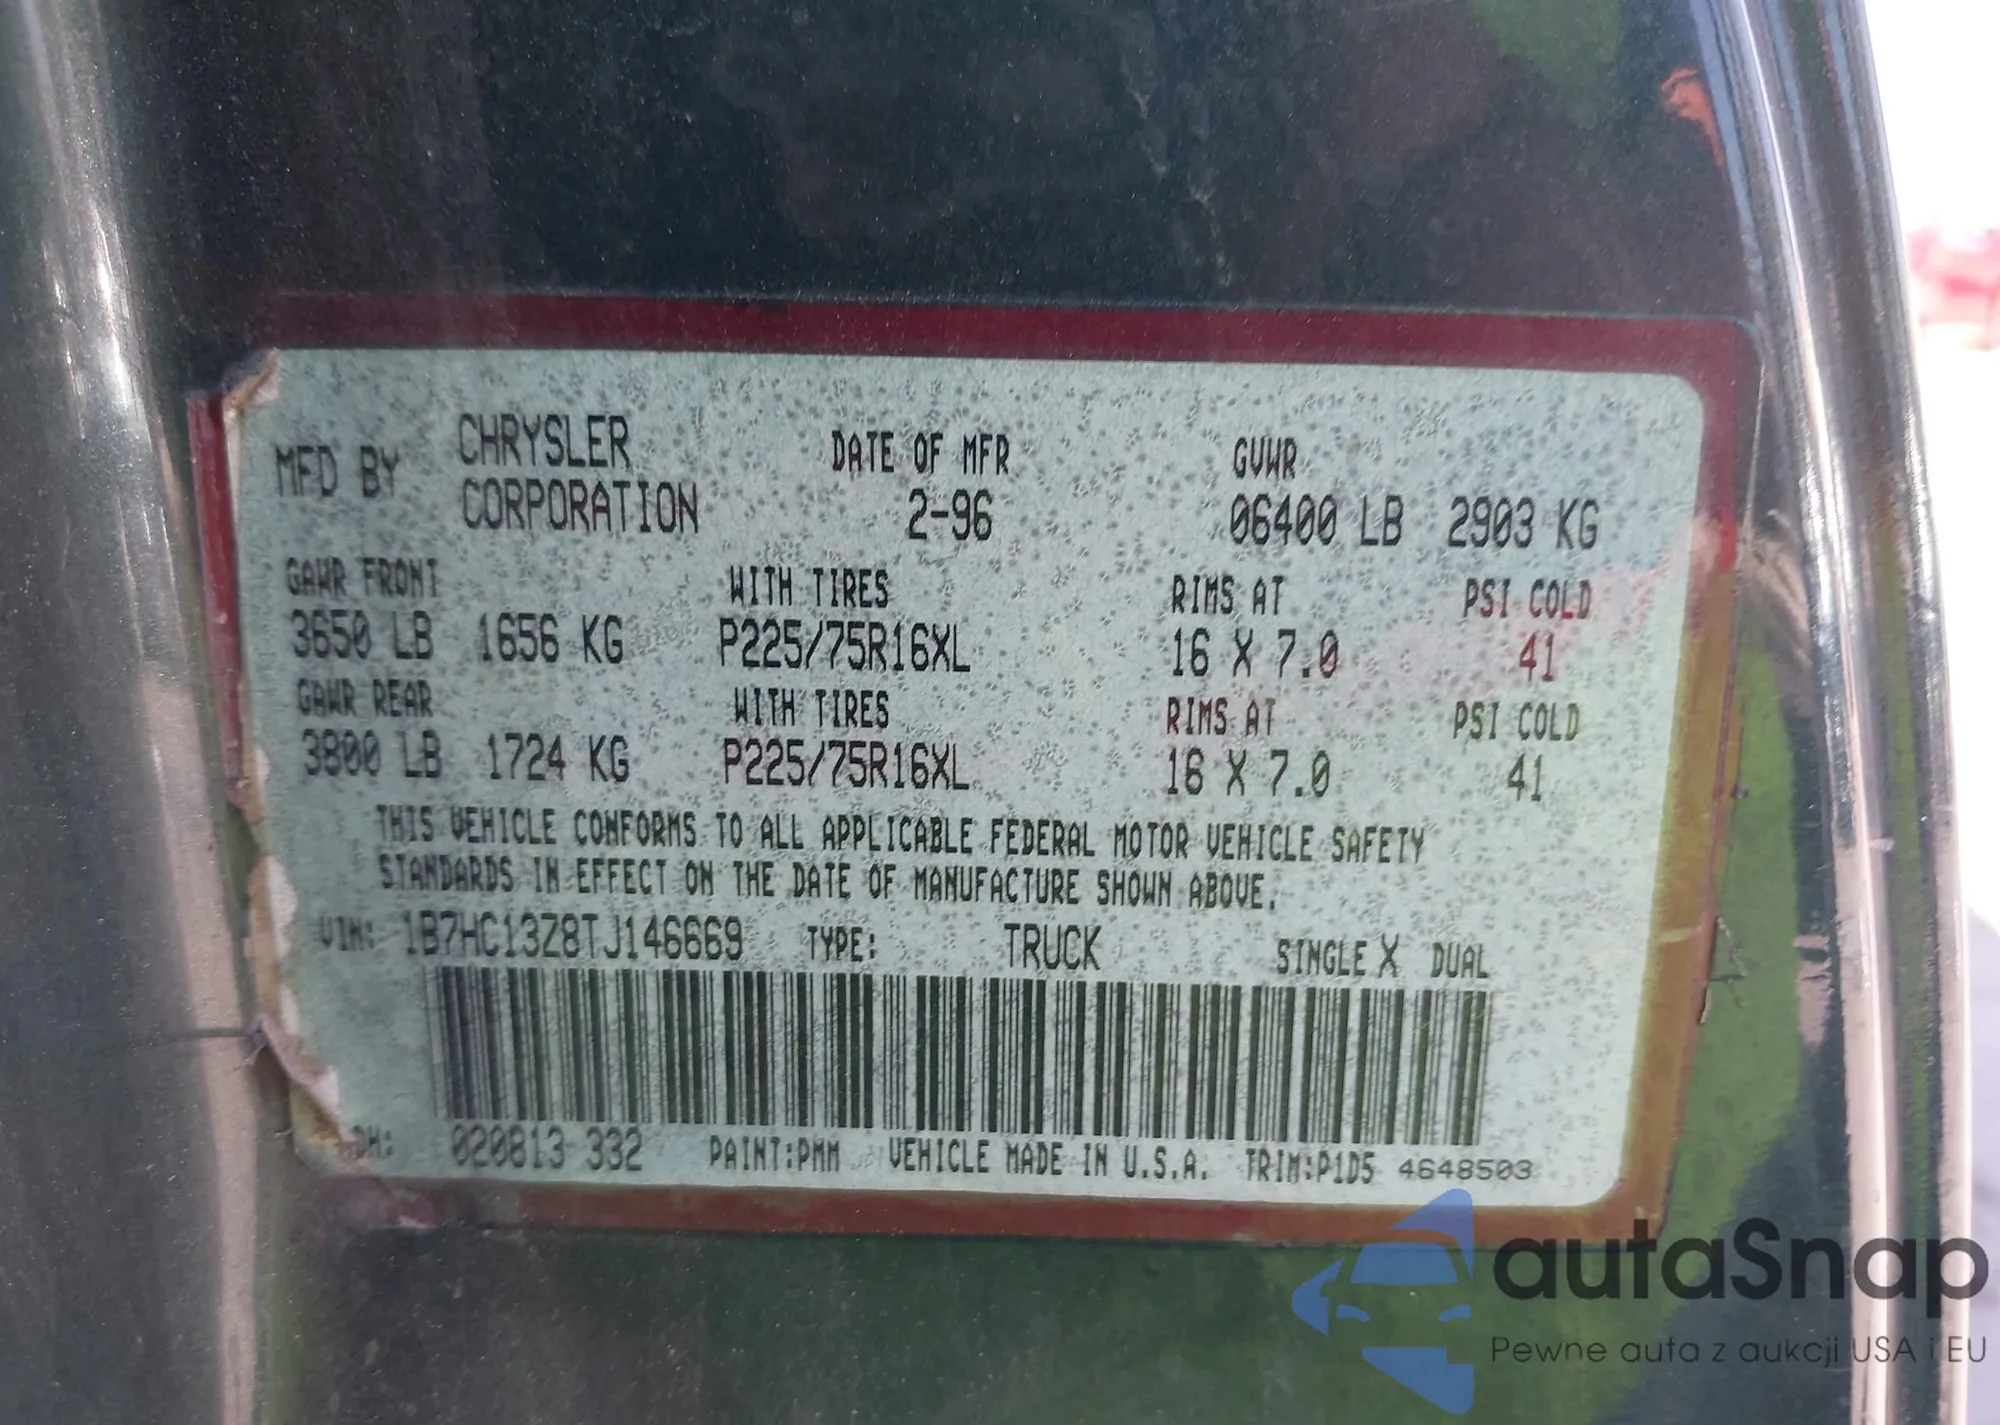 MFD BY CHRYSLER CORPORATION DATE OF MFR 2-96 GVWR 06400 LB 2903 KG
GAWR FRONT WITH TIRES RIMS AT PSI COLD
3650 LB 1656 KG P225/75R16XL 16 X 7.0 41
GAWR REAR WITH TIRES RIMS AT PSI COLD
3800 LB 1724 KG P225/75R16XL 16 X 7.0 41
THIS VEHICLE CONFORMS TO ALL APPLICABLE FEDERAL MOTOR VEHICLE SAFETY
STANDARDS IN EFFECT ON THE DATE OF MANUFACTURE SHOWN ABOVE.
VIN: 1B7HC13Z8TJ146669 TYPE: TRUCK SINGLE X DUAL
020813 332 PAINT:PMM VEHICLE MADE IN U.S.A. TRIM:P1D5 4648503
autaSnap
Pewne auta z aukcji USA i EU